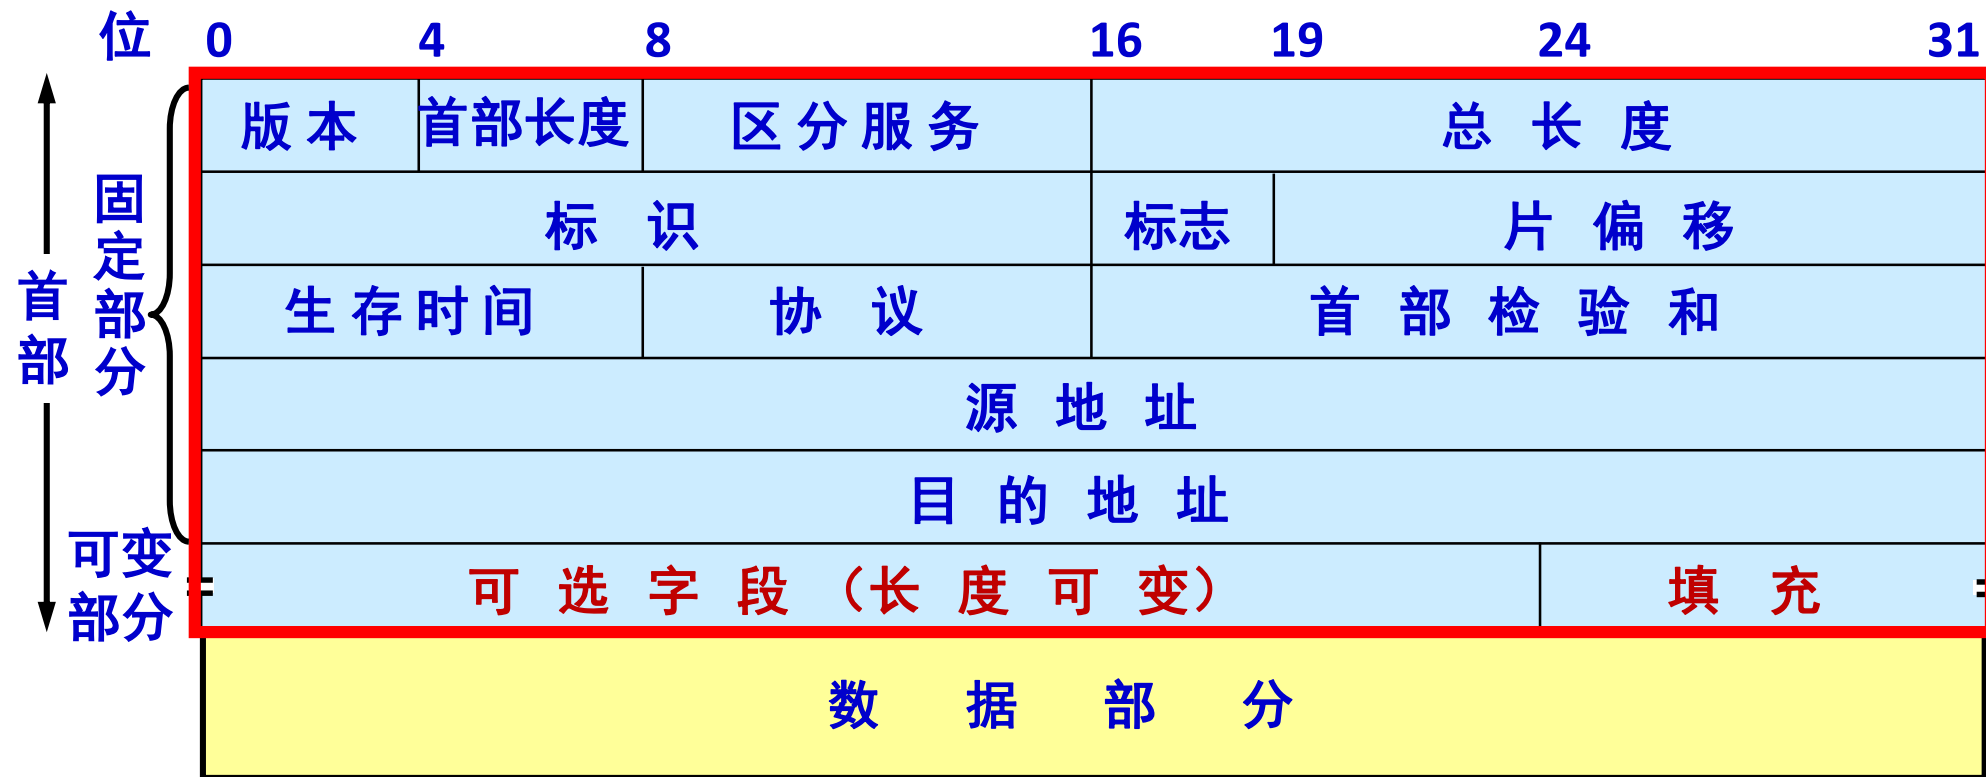 位 0 4 8 16 19 24 31
版本 首部长度 区分服务 总长度
标识 标志 片偏移
生存时间 协议 首部检验和
源地址
目的地址
可选字段（长度可变） 填充
数据部分
首部
固定部分
可变
部分